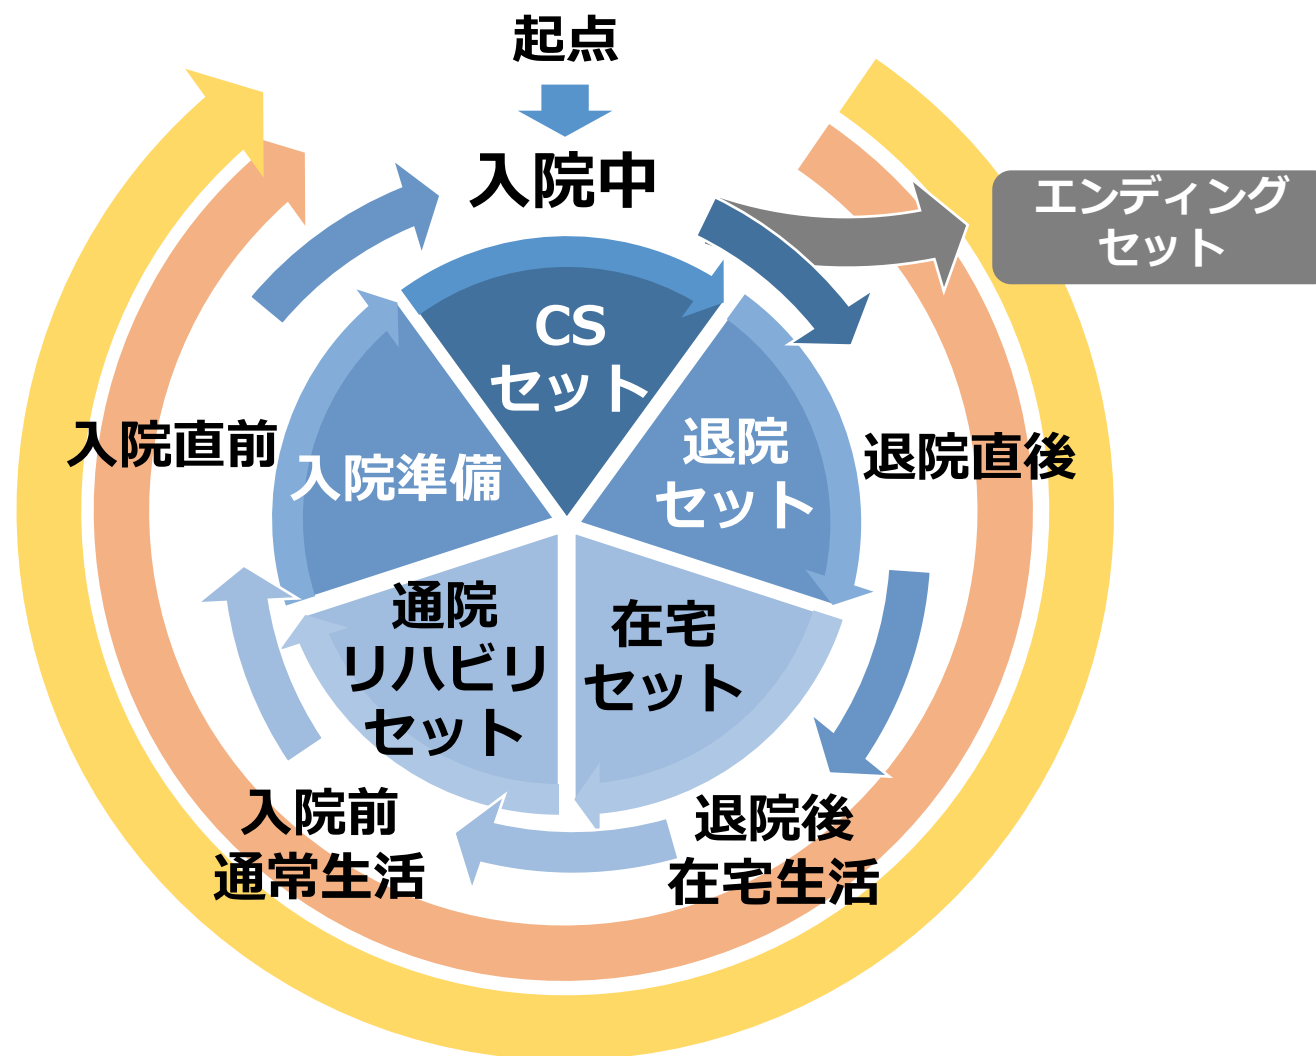 起点
入院中
エンディング
セット
CS
セット
退院
セット
退院直後
在宅
セット
退院後
在宅生活
通院
リハビリ
セット
入院前
通常生活
入院準備
入院直前